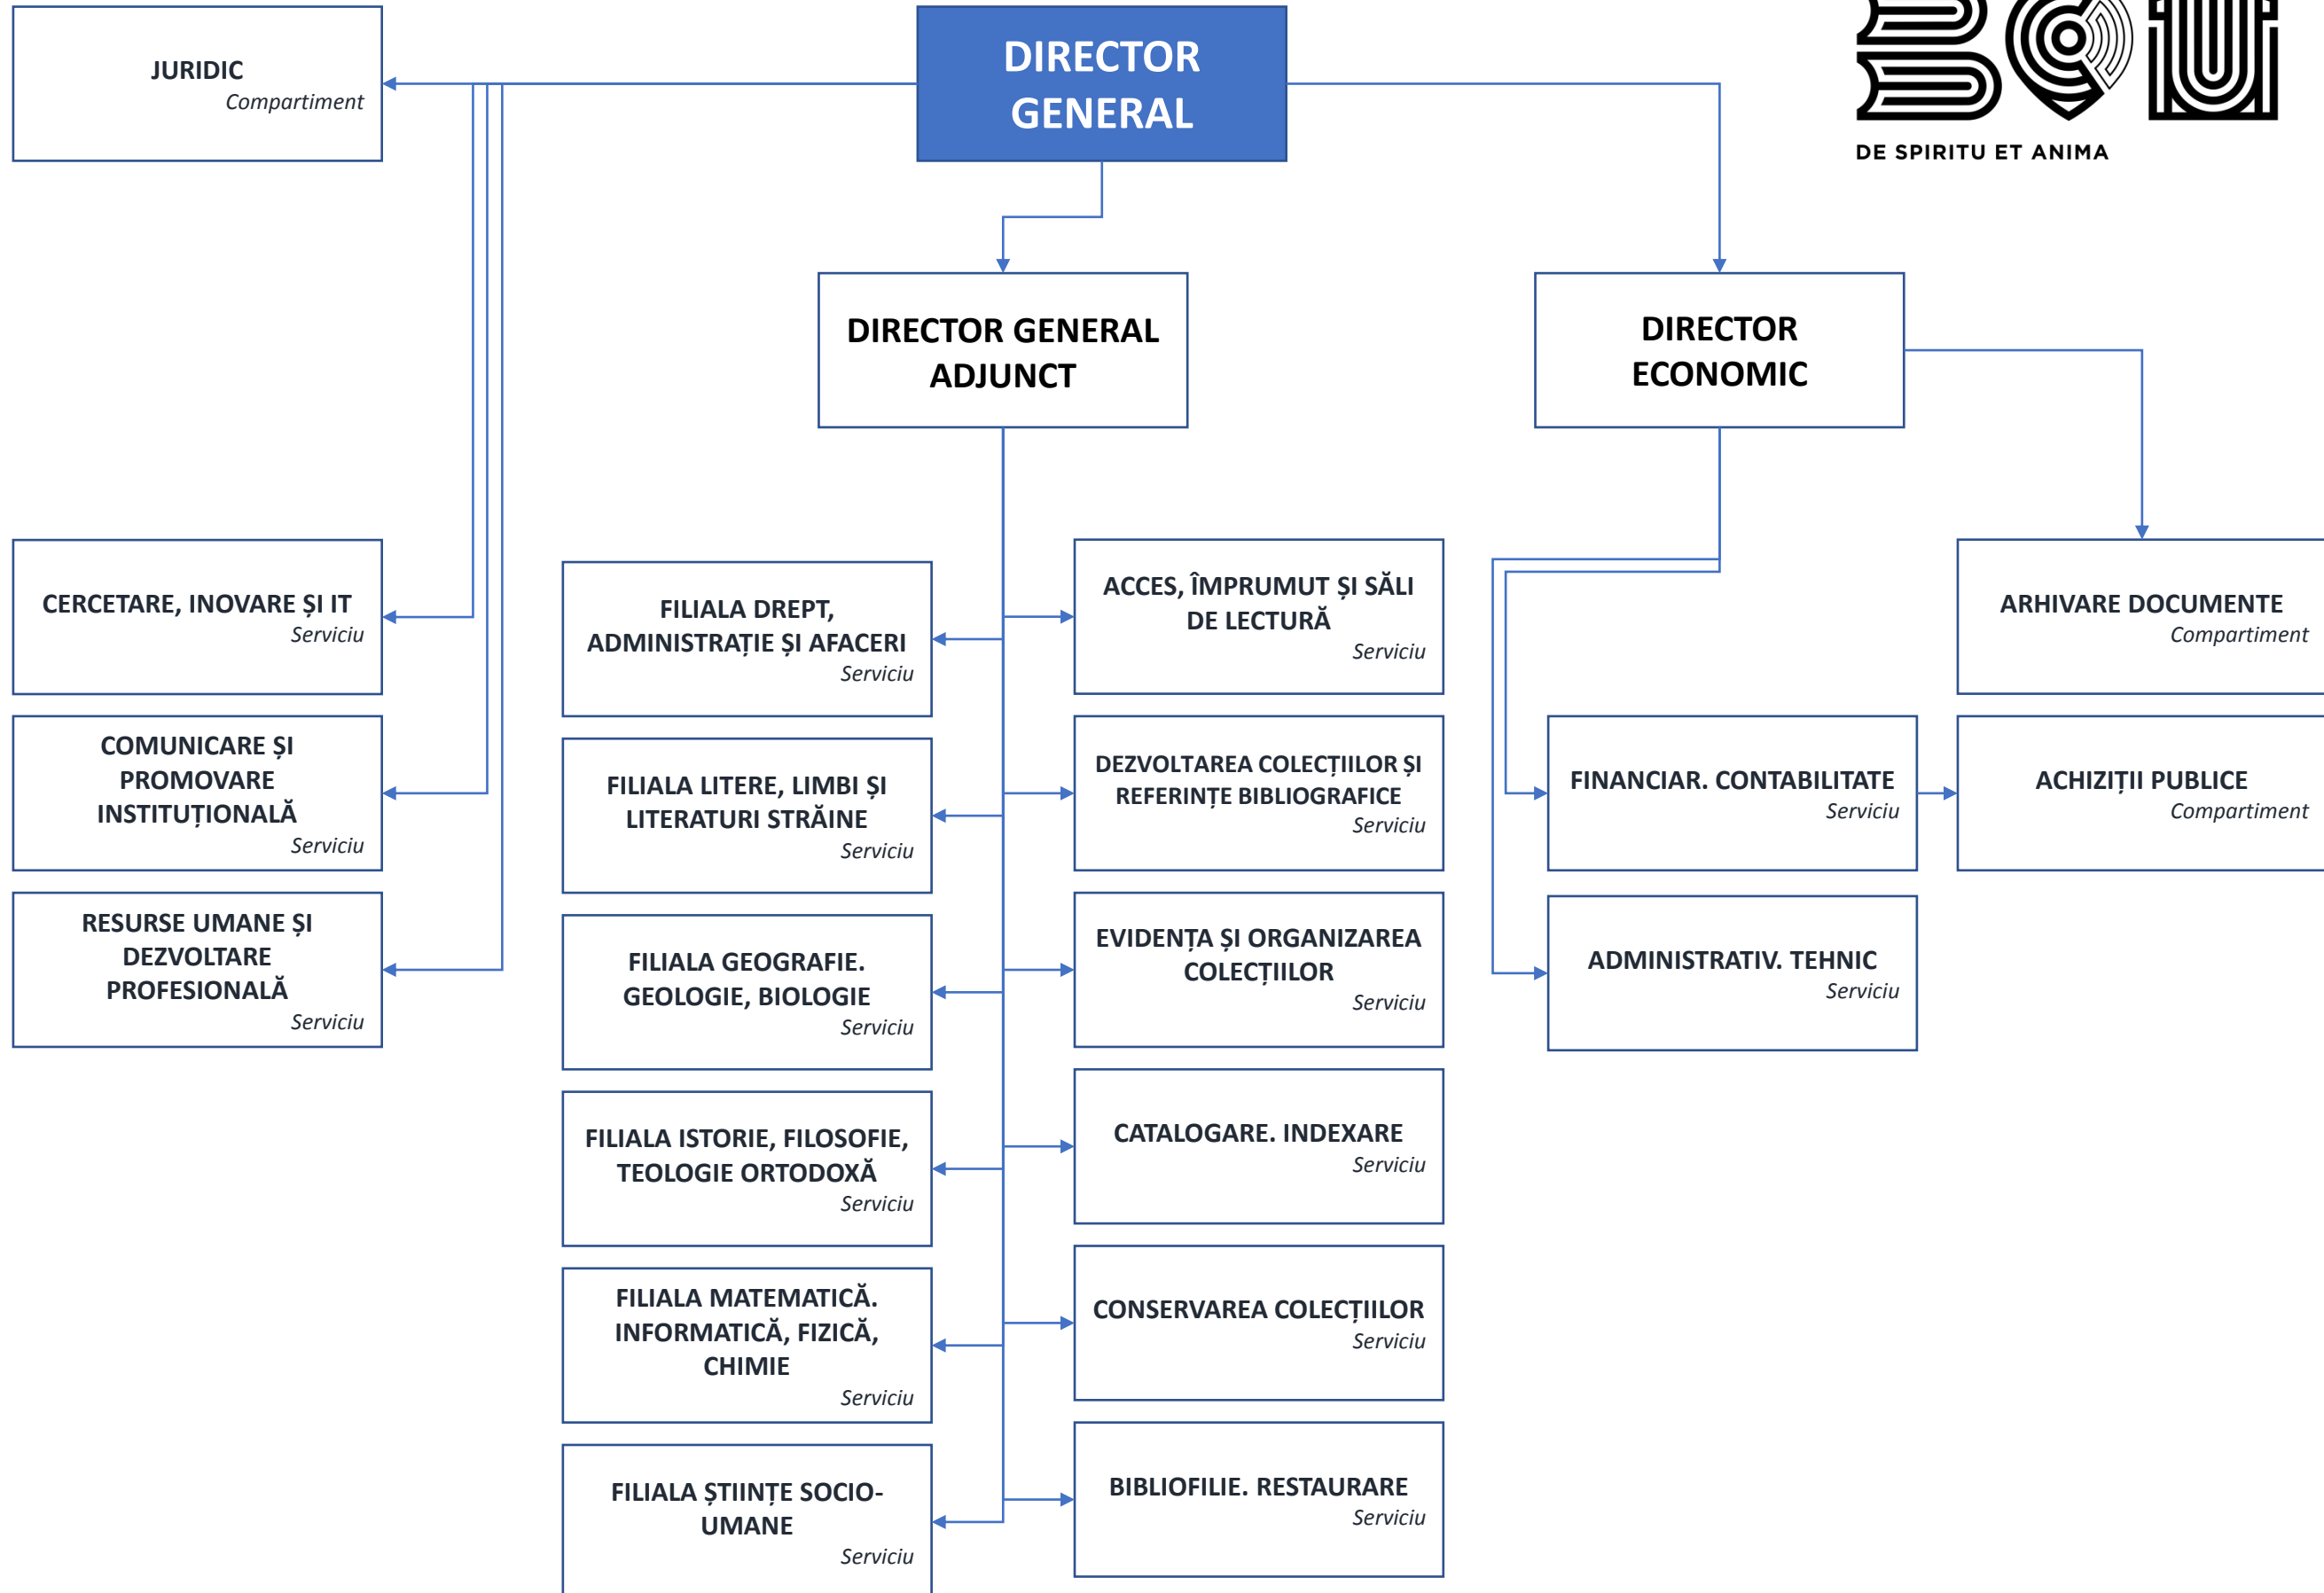 JURIDIC
Compartiment
DIRECTOR
GENERAL
BCU
DE SPIRITU ET ANIMA
DIRECTOR GENERAL
ADJUNCT
DIRECTOR
ECONOMIC
CERCETARE, INOVARE ȘI IT
Serviciu
COMUNICARE ȘI
PROMOVARE
INSTITUȚIONALĂ
Serviciu
RESURSE UMANE ȘI
DEZVOLTARE
PROFESIONALĂ
Serviciu
FILIALA DREPT,
ADMINISTRAȚIE ȘI AFACERI
Serviciu
FILIALA LITERE, LIMBI ȘI
LITERATURI STRĂINE
Serviciu
FILIALA GEOGRAFIE.
GEOLOGIE, BIOLOGIE
Serviciu
FILIALA ISTORIE, FILOSOFIE,
TEOLOGIE ORTODOXĂ
Serviciu
FILIALA MATEMATICĂ.
INFORMATICĂ, FIZICĂ,
CHIMIE
Serviciu
FILIALA ȘTIINȚE SOCIO-
UMANE
Serviciu
ACCES, ÎMPRUMUT ȘI SĂLI
DE LECTURĂ
Serviciu
DEZVOLTAREA COLECȚIILOR ȘI
REFERINȚE BIBLIOGRAFICE
Serviciu
EVIDENȚA ȘI ORGANIZAREA
COLECȚIILOR
Serviciu
CATALOGARE. INDEXARE
Serviciu
CONSERVAREA COLECȚIILOR
Serviciu
BIBLIOFILIE. RESTAURARE
Serviciu
FINANCIAR. CONTABILITATE
Serviciu
ADMINISTRATIV. TEHNIC
Serviciu
ARHIVARE DOCUMENTE
Compartiment
ACHIZIȚII PUBLICE
Compartiment